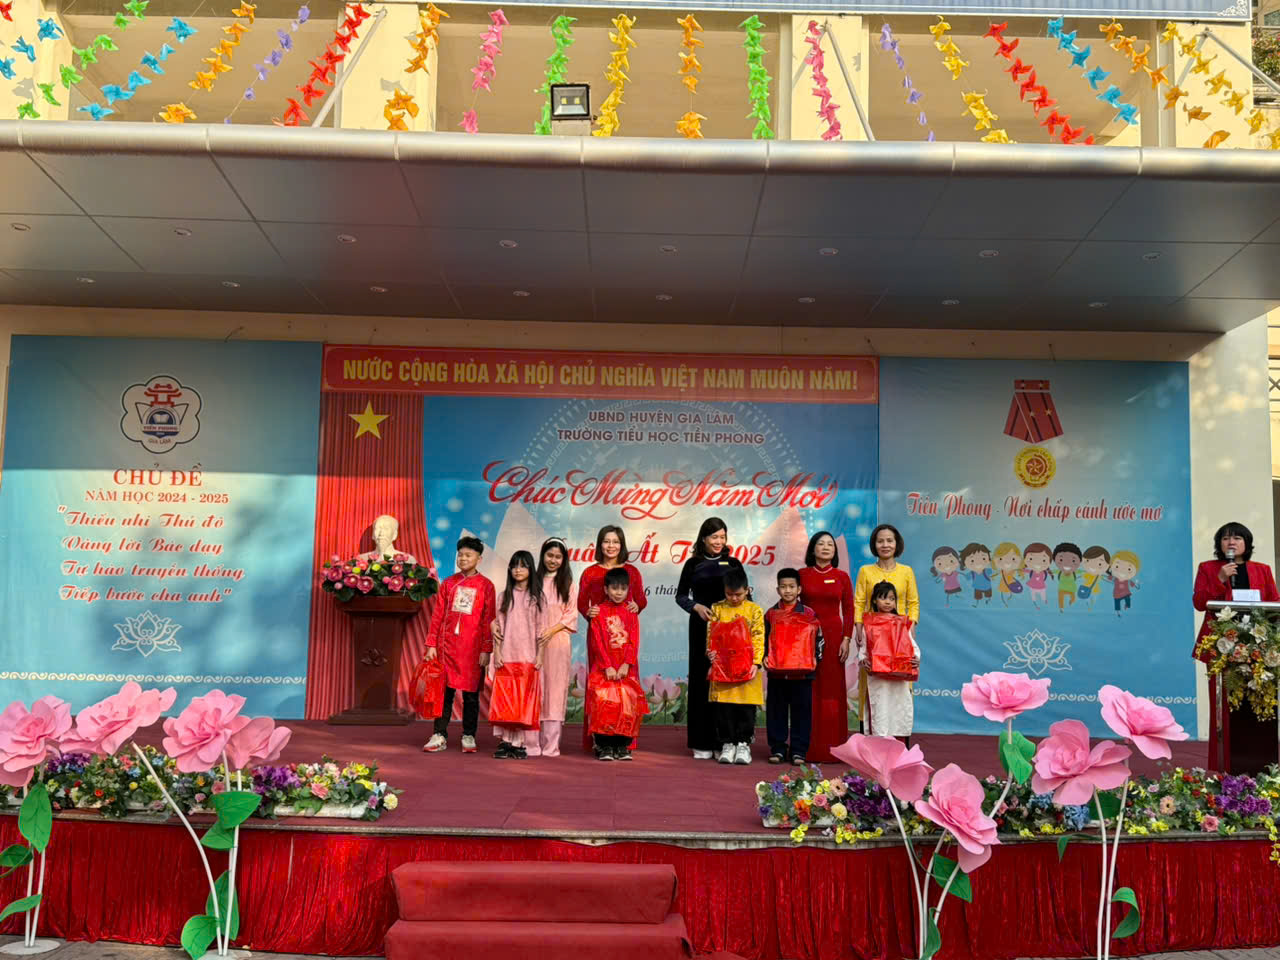 NƯỚC CỘNG HÒA XÃ HỘI CHỦ NGHĨA VIỆT NAM MUÔN NĂM!
TIỀN PHONG
GIA LÂM
CHỦ ĐỀ
NĂM HỌC 2024 - 2025
"Thiếu nhi Thủ đô
Vâng lời Bác dạy
Tự hào truyền thống
Tiếp bước cha anh"
UBND HUYỆN GIA LÂM
TRƯỜNG TIỂU HỌC TIỀN PHONG
Chúc Mừng Năm Mới
Ất 2025
Tiền Phong - Nơi chắp cánh ước mơ